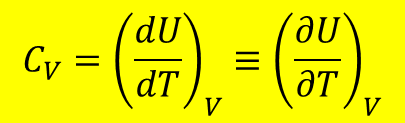 C_V = (dU/dT)_V ≡ (∂U/∂T)_V